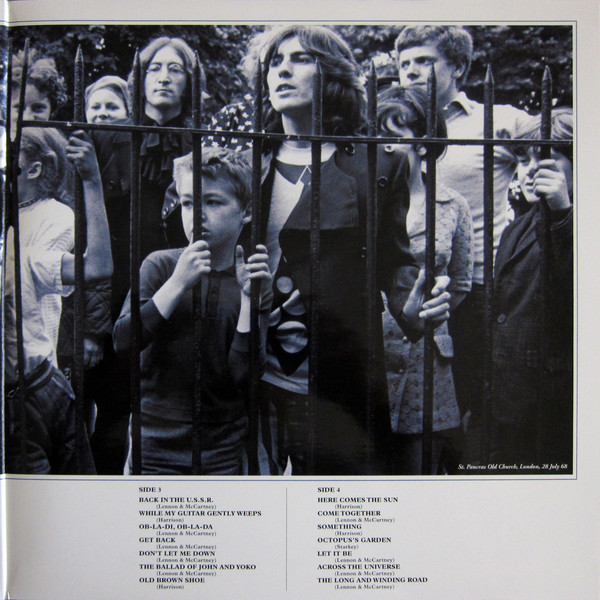 St. Pancras Old Church, London, 28 July 68
SIDE 3
BACK IN THE U.S.S.R.
(Lennon & McCartney)
WHILE MY GUITAR GENTLY WEEPS
(Harrison)
OB-LA-DI, OB-LA-DA
(Lennon & McCartney)
GET BACK
(Lennon & McCartney)
DON'T LET ME DOWN
(Lennon & McCartney)
THE BALLAD OF JOHN AND YOKO
(Lennon & McCartney)
OLD BROWN SHOE
(Harrison)
SIDE 4
HERE COMES THE SUN
(Harrison)
COME TOGETHER
(Lennon & McCartney)
SOMETHING
(Harrison)
OCTOPUS'S GARDEN
(Starkey)
LET IT BE
(Lennon & McCartney)
ACROSS THE UNIVERSE
(Lennon & McCartney)
THE LONG AND WINDING ROAD
(Lennon & McCartney)